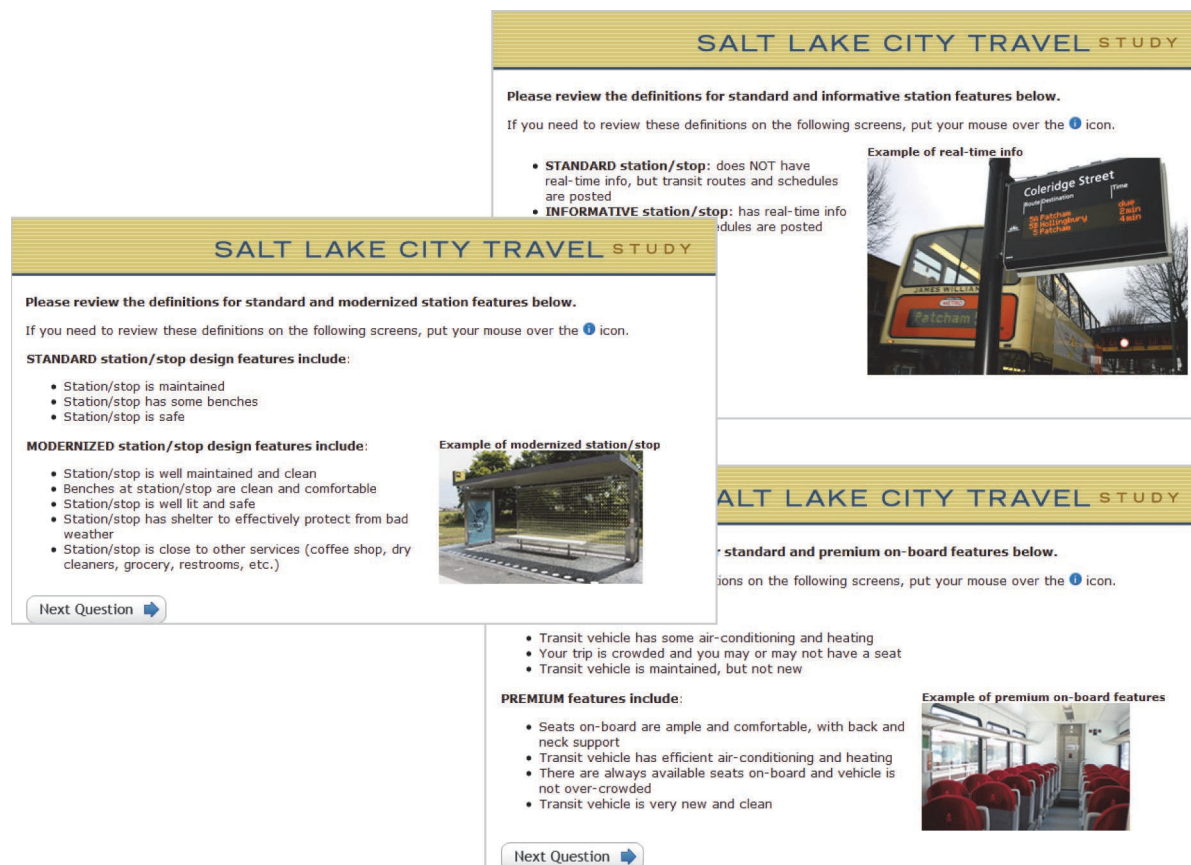 SALT LAKE CITY TRAVEL STUDY
Please review the definitions for standard and informative station features below.
If you need to review these definitions on the following screens, put your mouse over the icon.
• STANDARD station/stop: does NOT have
real-time info, but transit routes and schedules
are posted
• INFORMATIVE station/stop: has real-time info
edules are posted
Example of real-time info
Coleridge Street
Route Destination Time
5A Patcham due
5B Hollingbury 2min
5 Patcham 4min
JAMES WILLIAM
METRO
Patcham
SALT LAKE CITY TRAVEL STUDY
Please review the definitions for standard and modernized station features below.
If you need to review these definitions on the following screens, put your mouse over the icon.
STANDARD station/stop design features include:
• Station/stop is maintained
• Station/stop has some benches
• Station/stop is safe
MODERNIZED station/stop design features include:
• Station/stop is well maintained and clean
• Benches at station/stop are clean and comfortable
• Station/stop is well lit and safe
• Station/stop has shelter to effectively protect from bad
weather
• Station/stop is close to other services (coffee shop, dry
cleaners, grocery, restrooms, etc.)
Example of modernized station/stop
Next Question
ALT LAKE CITY TRAVEL STUDY
standard and premium on-board features below.
ions on the following screens, put your mouse over the icon.
• Transit vehicle has some air-conditioning and heating
• Your trip is crowded and you may or may not have a seat
• Transit vehicle is maintained, but not new
PREMIUM features include:
• Seats on-board are ample and comfortable, with back and
neck support
• Transit vehicle has efficient air-conditioning and heating
• There are always available seats on-board and vehicle is
not over-crowded
• Transit vehicle is very new and clean
Example of premium on-board features
Next Question